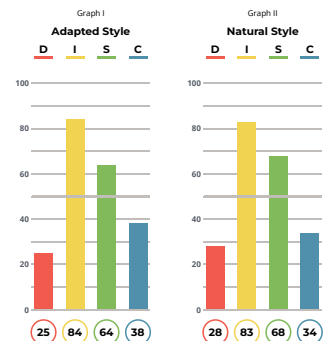 Graph I
Adapted Style
D I S C
100
80
60
40
20
0
25 84 64 38
Graph II
Natural Style
D I S C
100
80
60
40
20
0
28 83 68 34